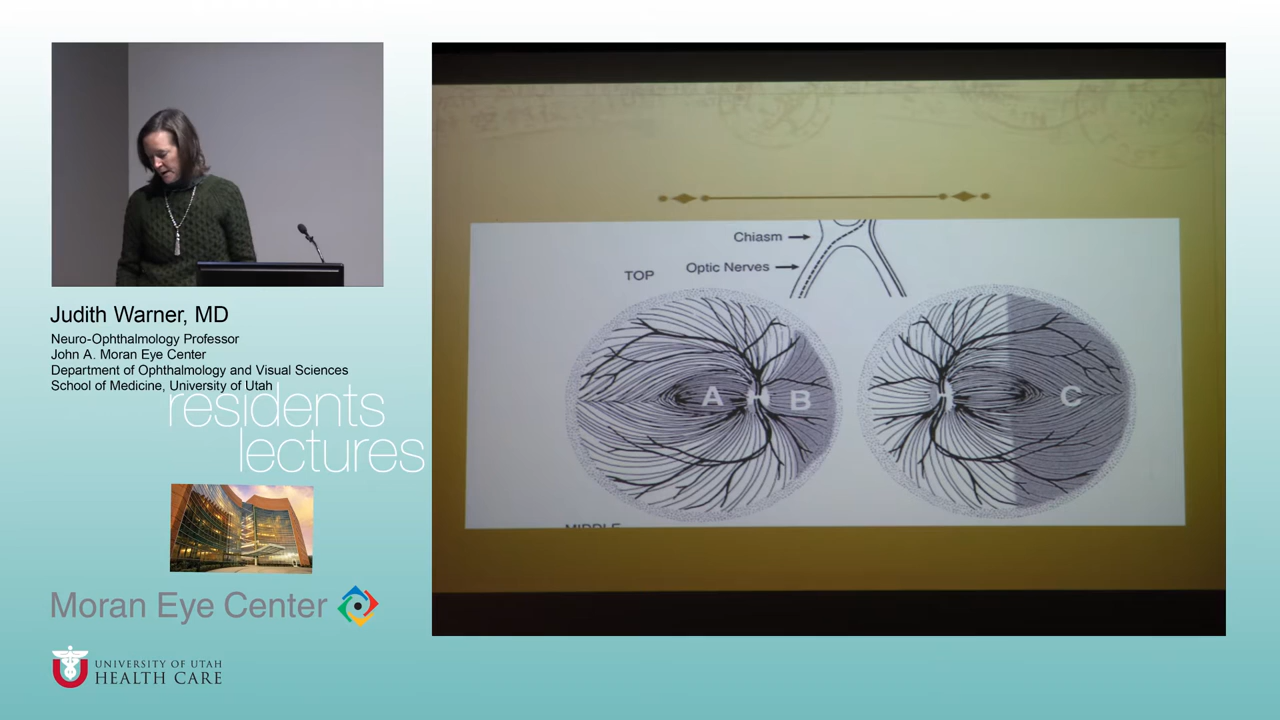 Judith Warner, MD
Neuro-Ophthalmology Professor
John A. Moran Eye Center
Department of Ophthalmology and Visual Sciences
School of Medicine, University of Utah
residents
lectures
Moran Eye Center
UNIVERSITY OF UTAH
HEALTH CARE
Chiasm
TOP
Optic Nerves
A
B
C
MIDDLE